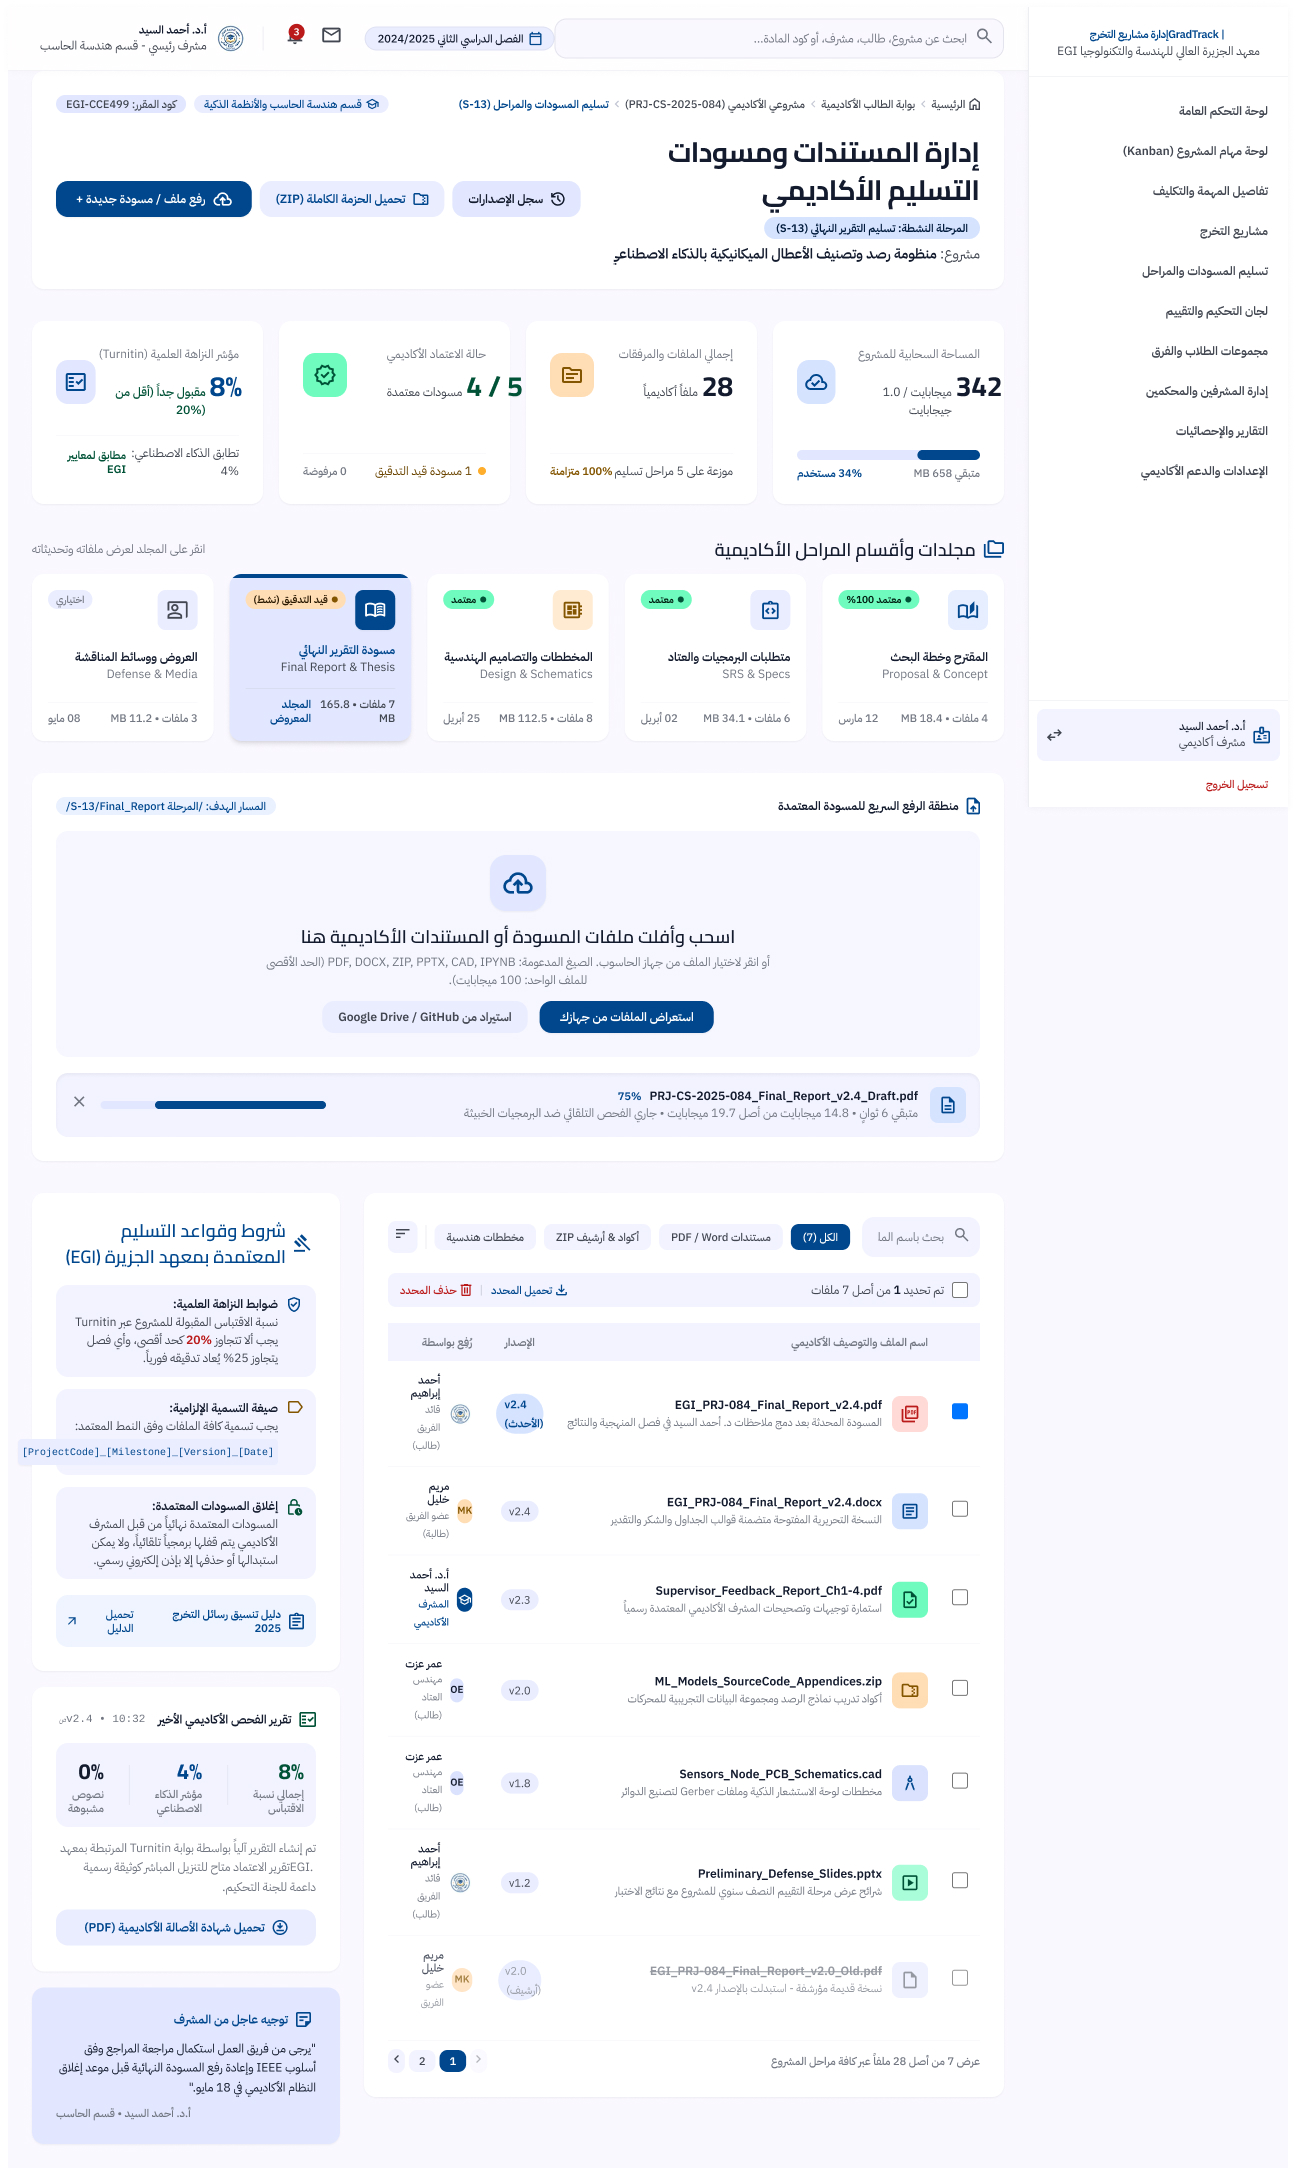 GradTrack|إدارة مشاريع التخرج |
معهد الجزيرة العالي للهندسة والتكنولوجيا EGI
لوحة التحكم العامة
لوحة مهام المشروع (Kanban)
تفاصيل المهمة والتكليف
مشاريع التخرج
تسليم المسودات والمراحل
لجان التحكيم والتقييم
مجموعات الطلاب والفرق
إدارة المشرفين والمحكمين
التقارير والإحصائيات
الإعدادات والدعم الأكاديمي
أ.د. أحمد السيد
مشرف أكاديمي
تسجيل الخروج
ابحث عن مشروع، طالب، مشرف، أو كود المادة...
الفصل الدراسي الثاني 2024/2025
3
أ.د. أحمد السيد
مشرف رئيسي - قسم هندسة الحاسب
الرئيسية
بوابة الطالب الأكاديمية
مشروعي الأكاديمي (PRJ-CS-2025-084)
تسليم المسودات والمراحل (S-13)
قسم هندسة الحاسب والأنظمة الذكية
كود المقرر: EGI-CCE499
إدارة المستندات ومسودات
التسليم الأكاديمي
المرحلة النشطة: تسليم التقرير النهائي (S-13)
مشروع: منظومة رصد وتصنيف الأعطال الميكانيكية بالذكاء الاصطناعي
سجل الإصدارات
تحميل الحزمة الكاملة (ZIP)
رفع ملف / مسودة جديدة +
المساحة السحابية للمشروع
342 ميجابايت / 1.0
جيجابايت
متبقي 658 MB
34% مستخدم
إجمالي الملفات والمرفقات
28 ملفاً أكاديمياً
موزعة على 5 مراحل تسليم
100% متزامنة
حالة الاعتماد الأكاديمي
4 / 5 مسودات معتمدة
1 مسودة قيد التدقيق
0 مرفوضة
مؤشر النزاهة العلمية (Turnitin)
8% مقبول جداً (أقل من
20%)
تطابق الذكاء الاصطناعي:
4%
مطابق لمعايير
EGI
مجلدات وأقسام المراحل الأكاديمية
انقر على المجلد لعرض ملفاته وتحديثاته
معتمد 100%
المقترح وخطة البحث
Proposal & Concept
4 ملفات • 18.4 MB
12 مارس
معتمد
متطلبات البرمجيات والعتاد
SRS & Specs
6 ملفات • 34.1 MB
02 أبريل
معتمد
المخططات والتصاميم الهندسية
Design & Schematics
8 ملفات • 112.5 MB
25 أبريل
قيد التدقيق (نشط)
مسودة التقرير النهائي
Final Report & Thesis
7 ملفات • 165.8
MB
المجلد
المعروض
اختياري
العروض ووسائط المناقشة
Defense & Media
3 ملفات • 11.2 MB
08 مايو
منطقة الرفع السريع للمسودة المعتمدة
المسار الهدف: /المرحلة S-13/Final_Report/
اسحب وأفلت ملفات المسودة أو المستندات الأكاديمية هنا
أو انقر لاختيار الملف من جهاز الحاسوب. الصيغ المدعومة: PDF, DOCX, ZIP, PPTX, CAD, IPYNB (الحد الأقصى
للملف الواحد: 100 ميجابايت).
استعراض الملفات من جهازك
استيراد من Google Drive / GitHub
PRJ-CS-2025-084_Final_Report_v2.4_Draft.pdf 75%
متبقي 6 ثوانٍ • 14.8 ميجابايت من أصل 19.7 ميجابايت • جاري الفحص التلقائي ضد البرمجيات الخبيثة
بحث باسم الما
الكل (7)
مستندات PDF / Word
أكواد & أرشيف ZIP
مخططات هندسية
تم تحديد 1 من أصل 7 ملفات
تحميل المحدد
حذف المحدد
اسم الملف والتوصيف الأكاديمي
الإصدار
رُفِع بواسطة
EGI_PRJ-084_Final_Report_v2.4.pdf
المسودة المحدثة بعد دمج ملاحظات د. أحمد السيد في فصل المنهجية والنتائج
v2.4
(الأحدث)
أحمد
إبراهيم
قائد
الفريق
(طالب)
EGI_PRJ-084_Final_Report_v2.4.docx
النسخة التحريرية المفتوحة متضمنة قوالب الجداول والشكر والتقدير
v2.4
MK
مريم
خليل
عضو الفريق
(طالبة)
Supervisor_Feedback_Report_Ch1-4.pdf
استمارة توجيهات وتصحيحات المشرف الأكاديمي المعتمدة رسمياً
v2.3
أ.د. أحمد
السيد
المشرف
الأكاديمي
ML_Models_SourceCode_Appendices.zip
أكواد تدريب نماذج الرصد ومجموعة البيانات التجريبية للمحركات
v2.0
OE
عمر عزت
مهندس
العتاد
(طالب)
Sensors_Node_PCB_Schematics.cad
مخططات لوحة الاستشعار الذكية وملفات Gerber لتصنيع الدوائر
v1.8
OE
عمر عزت
مهندس
العتاد
(طالب)
Preliminary_Defense_Slides.pptx
شرائح عرض مرحلة التقييم النصف سنوي للمشروع مع نتائج الاختبار
v1.2
أحمد
إبراهيم
قائد
الفريق
(طالب)
EGI_PRJ-084_Final_Report_v2.0_Old.pdf
نسخة قديمة مؤرشفة - استبدلت بالإصدار v2.4
v2.0
(أرشيف)
MK
مريم
خليل
عضو
الفريق
عرض 7 من أصل 28 ملفاً عبر كافة مراحل المشروع
1
2
شروط وقواعد التسليم
المعتمدة بمعهد الجزيرة (EGI)
ضوابط النزاهة العلمية:
نسبة الاقتباس المقبولة للمشروع عبر Turnitin
يجب ألا تتجاوز 20% كحد أقصى، وأي فصل
يتجاوز 25% يُعاد تدقيقه فورياً.
صيغة التسمية الإلزامية:
يجب تسمية كافة الملفات وفق النمط المعتمد:
[ProjectCode]_[Milestone]_[Version]_[Date]
إغلاق المسودات المعتمدة:
المسودات المعتمدة نهائياً من قبل المشرف
الأكاديمي يتم قفلها برمجياً تلقائياً، ولا يمكن
استبدالها أو حذفها إلا بإذن إلكتروني رسمي.
دليل تنسيق رسائل التخرج
2025
تحميل
الدليل
تقرير الفحص الأكاديمي الأخير
v2.4 • 10:32ص
8%
إجمالي نسبة
الاقتباس
4%
مؤشر الذكاء
الاصطناعي
0%
نصوص
مشبوهة
تم إنشاء التقرير آلياً بواسطة بوابة Turnitin المرتبطة بمعهد
EGI. تقرير الاعتماد متاح للتنزيل المباشر كوثيقة رسمية
داعمة للجنة التحكيم.
تحميل شهادة الأصالة الأكاديمية (PDF)
توجيه عاجل من المشرف
"يرجى من فريق العمل استكمال مراجعة المراجع وفق
أسلوب IEEE وإعادة رفع المسودة النهائية قبل موعد إغلاق
النظام الأكاديمي في 18 مايو."
أ.د. أحمد السيد • قسم الحاسب